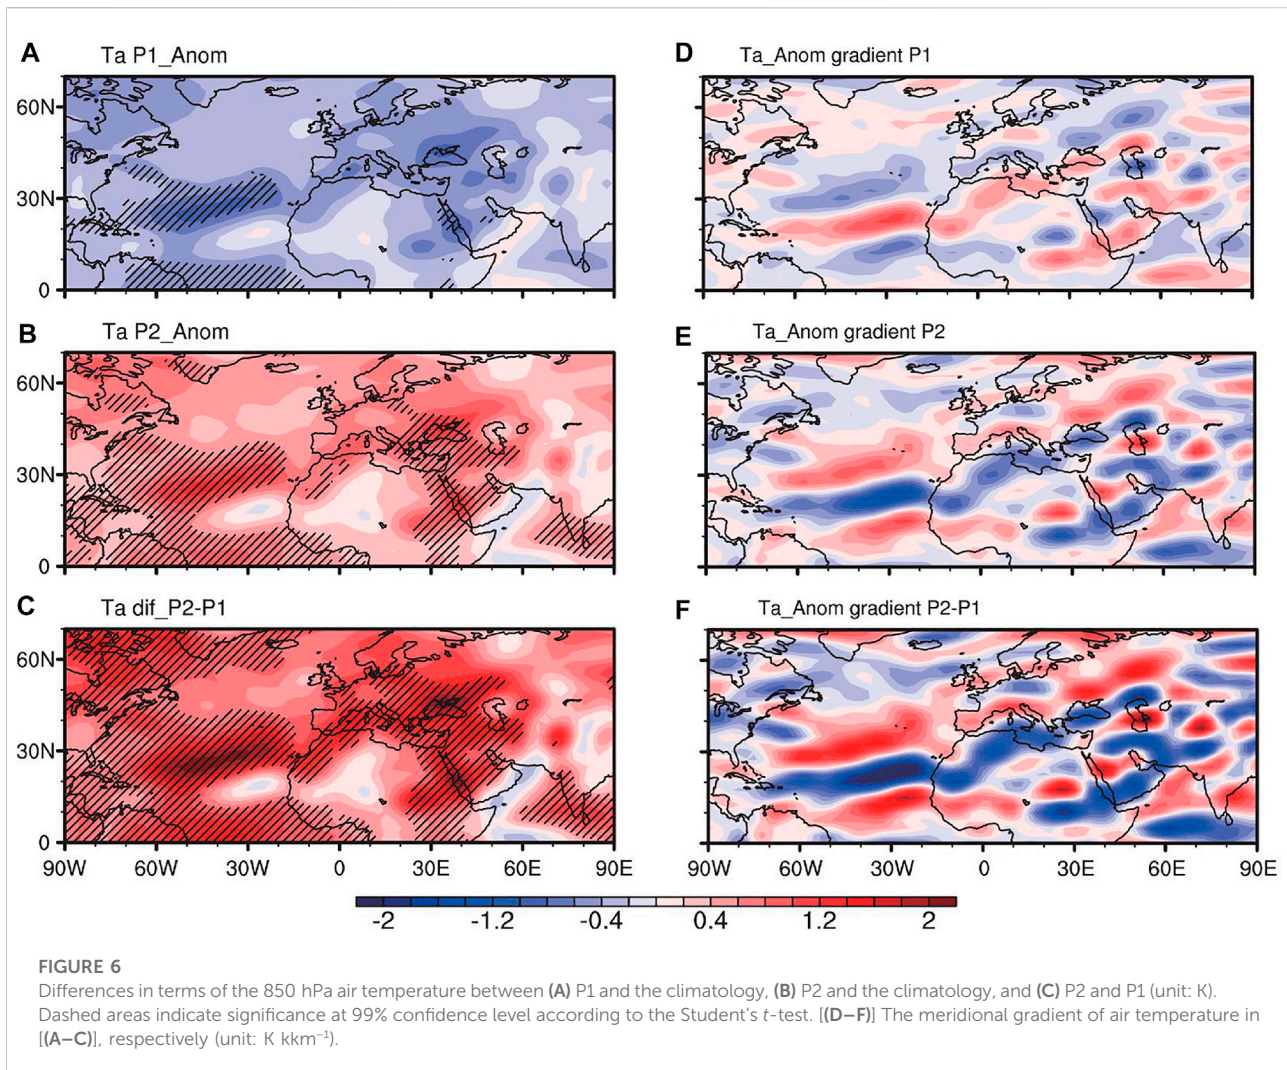 A
Ta P1_Anom
60N
30N
0
D
Ta_Anom gradient P1
B
Ta P2_Anom
60N
30N
0
E
Ta_Anom gradient P2
C
Ta dif_P2-P1
60N
30N
0
90W 60W 30W 0 30E 60E
F
Ta_Anom gradient P2-P1
90W 60W 30W 0 30E 60E 90E
-2 -1.2 -0.4 0.4 1.2 2
FIGURE 6
Differences in terms of the 850 hPa air temperature between (A) P1 and the climatology, (B) P2 and the climatology, and (C) P2 and P1 (unit: K).
Dashed areas indicate significance at 99% confidence level according to the Student's t-test. [(D–F)] The meridional gradient of air temperature in
[(A–C)], respectively (unit: K kkm⁻¹).